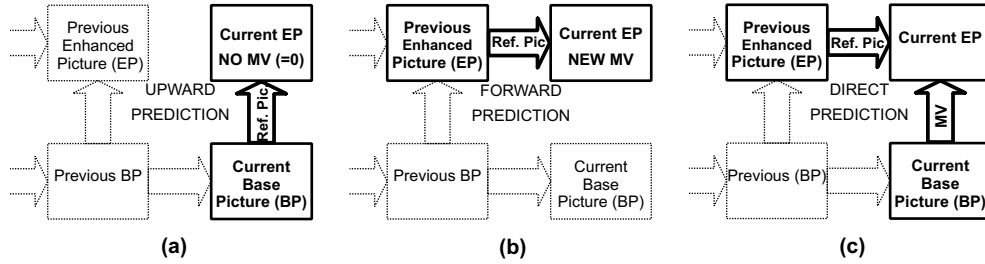 Previous
Enhanced
Picture (EP)
Current EP
NO MV (=0)
UPWARD
PREDICTION
Ref. Pic.
Previous BP
Current
Base
Picture (BP)
(a)
Previous
Enhanced
Picture (EP)
Ref. Pic
Current EP
NEW MV
FORWARD
PREDICTION
Previous BP
Current
Base
Picture (BP)
(b)
Previous
Enhanced
Picture (EP)
Ref. Pic
Current EP
DIRECT
PREDICTION
MV
Previous (BP)
Current
Base
Picture (BP)
(c)